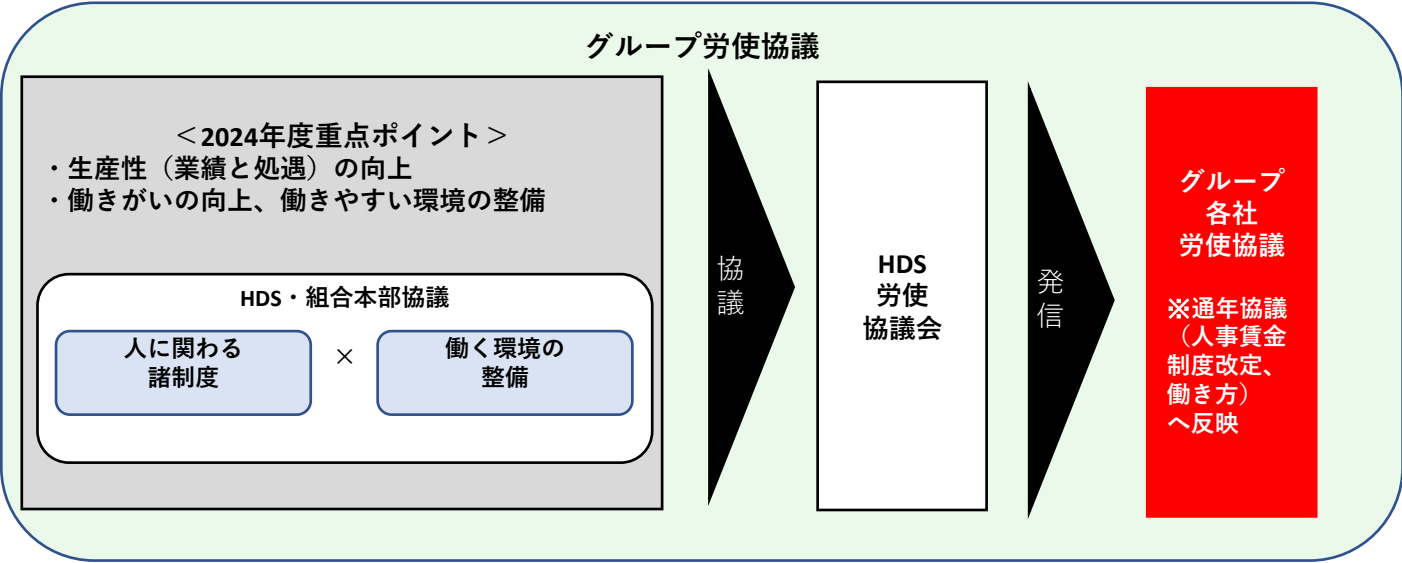 グループ労使協議
＜2024年度重点ポイント＞
・生産性（業績と処遇）の向上
・働きがいの向上、働きやすい環境の整備
HDS・組合本部協議
人に関わる
諸制度
×
働く環境の
整備
協
議
HDS
労使
協議会
発
信
グループ
各社
労使協議
※通年協議
（人事賃金
制度改定、
働き方）
へ反映